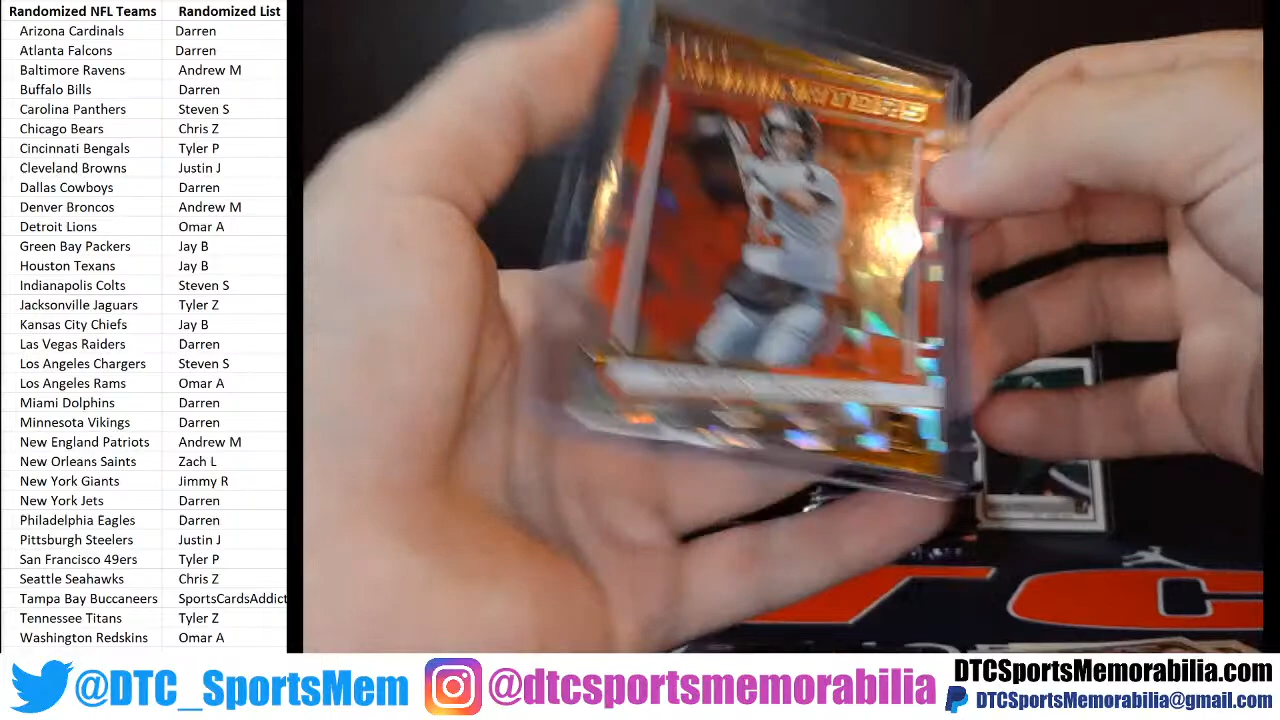 Randomized NFL Teams Randomized List
Arizona Cardinals Darren
Atlanta Falcons Darren
Baltimore Ravens Andrew M
Buffalo Bills Darren
Carolina Panthers Steven S
Chicago Bears Chris Z
Cincinnati Bengals Tyler P
Cleveland Browns Justin J
Dallas Cowboys Darren
Denver Broncos Andrew M
Detroit Lions Omar A
Green Bay Packers Jay B
Houston Texans Jay B
Indianapolis Colts Steven S
Jacksonville Jaguars Tyler Z
Kansas City Chiefs Jay B
Las Vegas Raiders Darren
Los Angeles Chargers Steven S
Los Angeles Rams Omar A
Miami Dolphins Darren
Minnesota Vikings Darren
New England Patriots Andrew M
New Orleans Saints Zach L
New York Giants Jimmy R
New York Jets Darren
Philadelphia Eagles Darren
Pittsburgh Steelers Justin J
San Francisco 49ers Tyler P
Seattle Seahawks Chris Z
Tampa Bay Buccaneers SportsCardsAddict
Tennessee Titans Tyler Z
Washington Redskins Omar A
@DTC_SportsMem
@dtcsportsmemorabilia
DTCSportsMemorabilia.com
DTCSportsMemorabilia@gmail.com